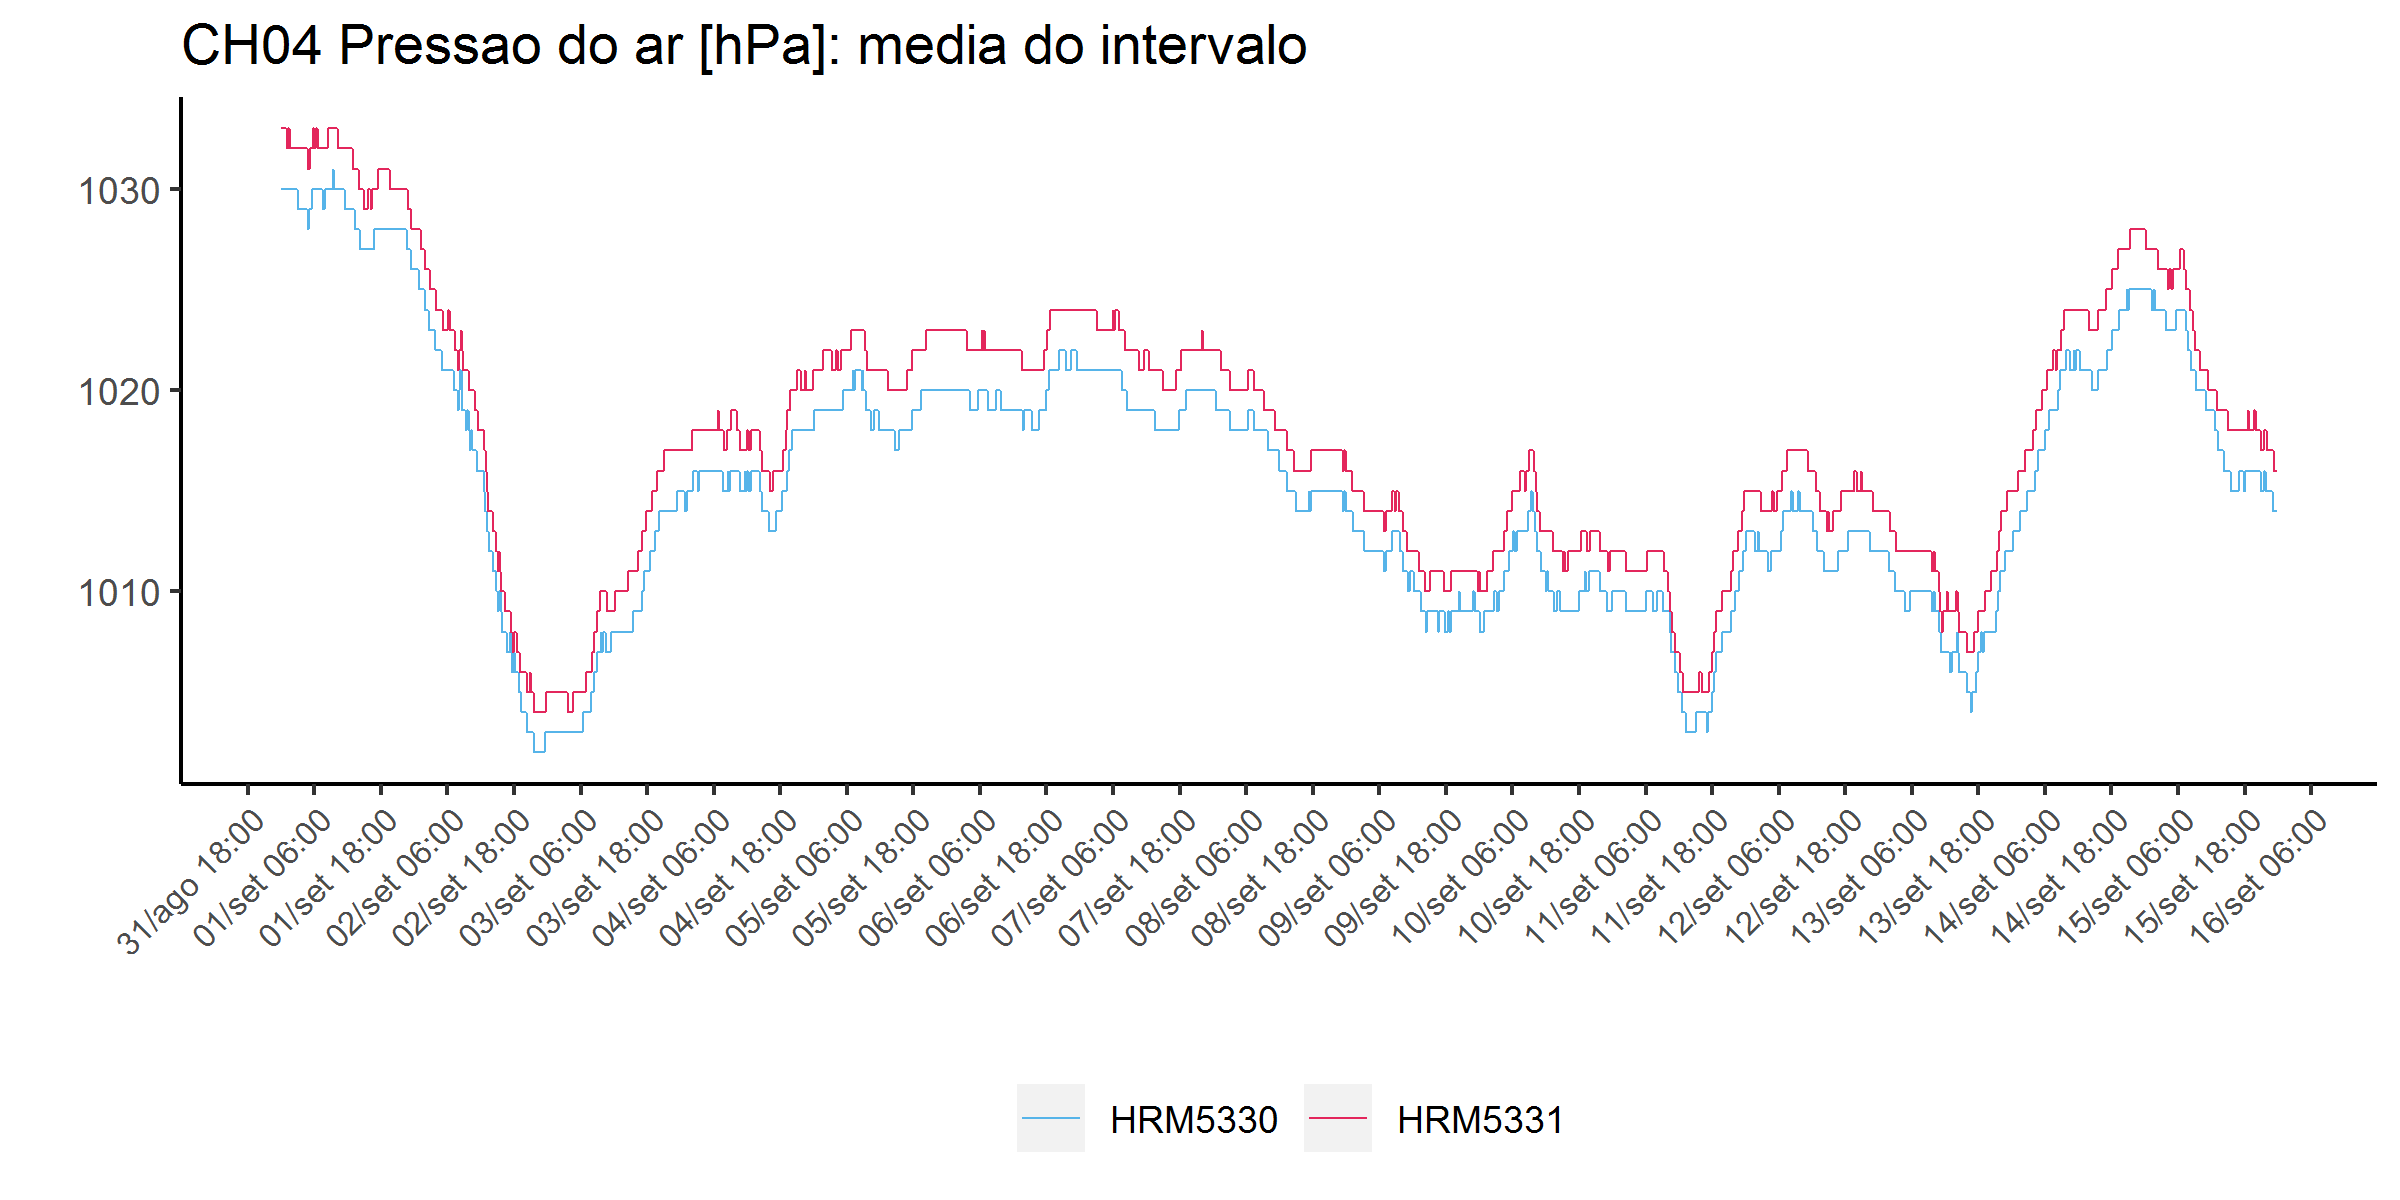 CH04 Pressao do ar [hPa]: media do intervalo
1030
1020
1010
31/ago 18:00
01/set 06:00
01/set 18:00
02/set 06:00
02/set 18:00
03/set 06:00
03/set 18:00
04/set 06:00
04/set 18:00
05/set 06:00
05/set 18:00
06/set 06:00
06/set 18:00
07/set 06:00
07/set 18:00
08/set 06:00
08/set 18:00
09/set 06:00
09/set 18:00
10/set 06:00
10/set 18:00
11/set 06:00
11/set 18:00
12/set 06:00
12/set 18:00
13/set 06:00
13/set 18:00
14/set 06:00
14/set 18:00
15/set 06:00
15/set 18:00
16/set 06:00
HRM5330
HRM5331